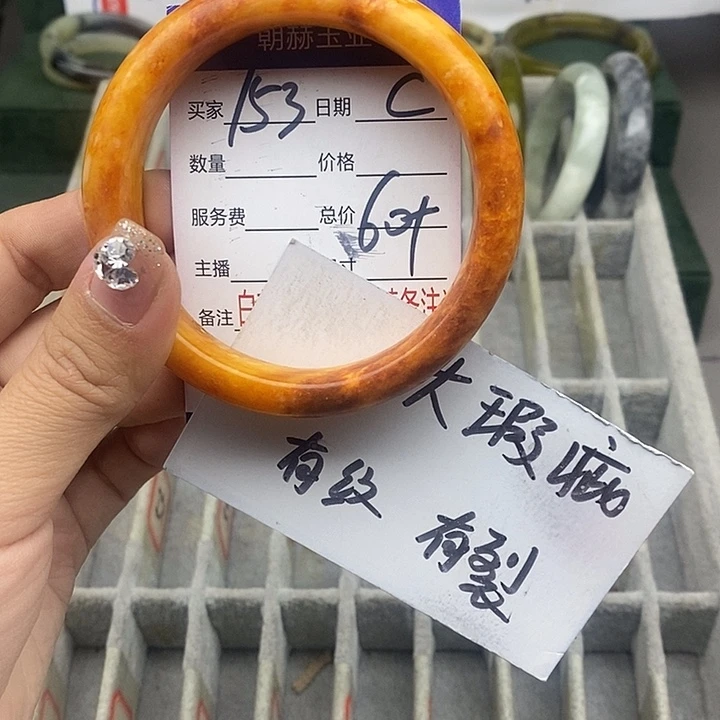 朝赫玉业
买家 153 日期 C
数量 价格
服务费 总价 60+
主播
备注
大瑕疵
有纹
有裂